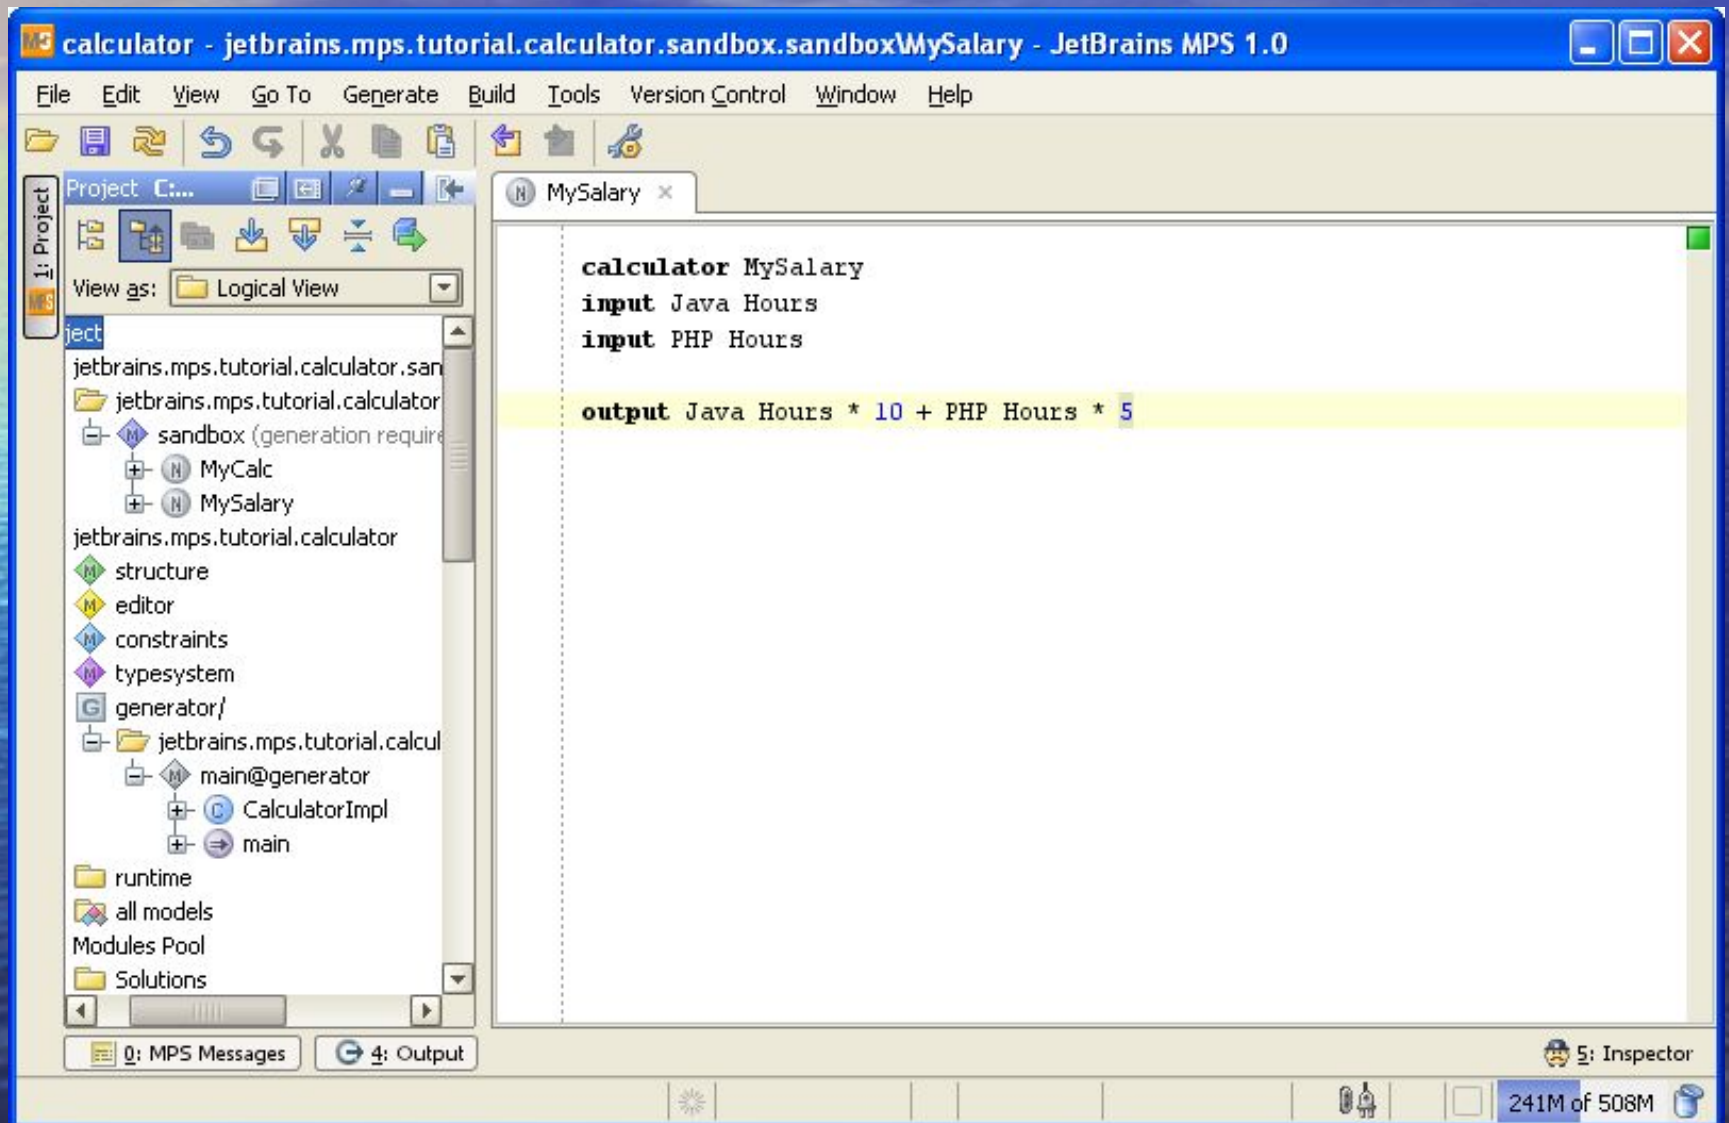 calculator - jetbrains.mps.tutorial.calculator.sandbox.sandbox\MySalary - JetBrains MPS 1.0
File Edit View Go To Generate Build Tools Version Control Window Help
1: Project
Project C:...
View as: Logical View
ject
jetbrains.mps.tutorial.calculator.san
jetbrains.mps.tutorial.calculator
sandbox (generation require
MyCalc
MySalary
jetbrains.mps.tutorial.calculator
structure
editor
constraints
typesystem
generator/
jetbrains.mps.tutorial.calcul
main@generator
CalculatorImpl
main
runtime
all models
Modules Pool
Solutions
MySalary
calculator MySalary
input Java Hours
input PHP Hours
output Java Hours * 10 + PHP Hours * 5
0: MPS Messages 4: Output 5: Inspector
241M of 508M